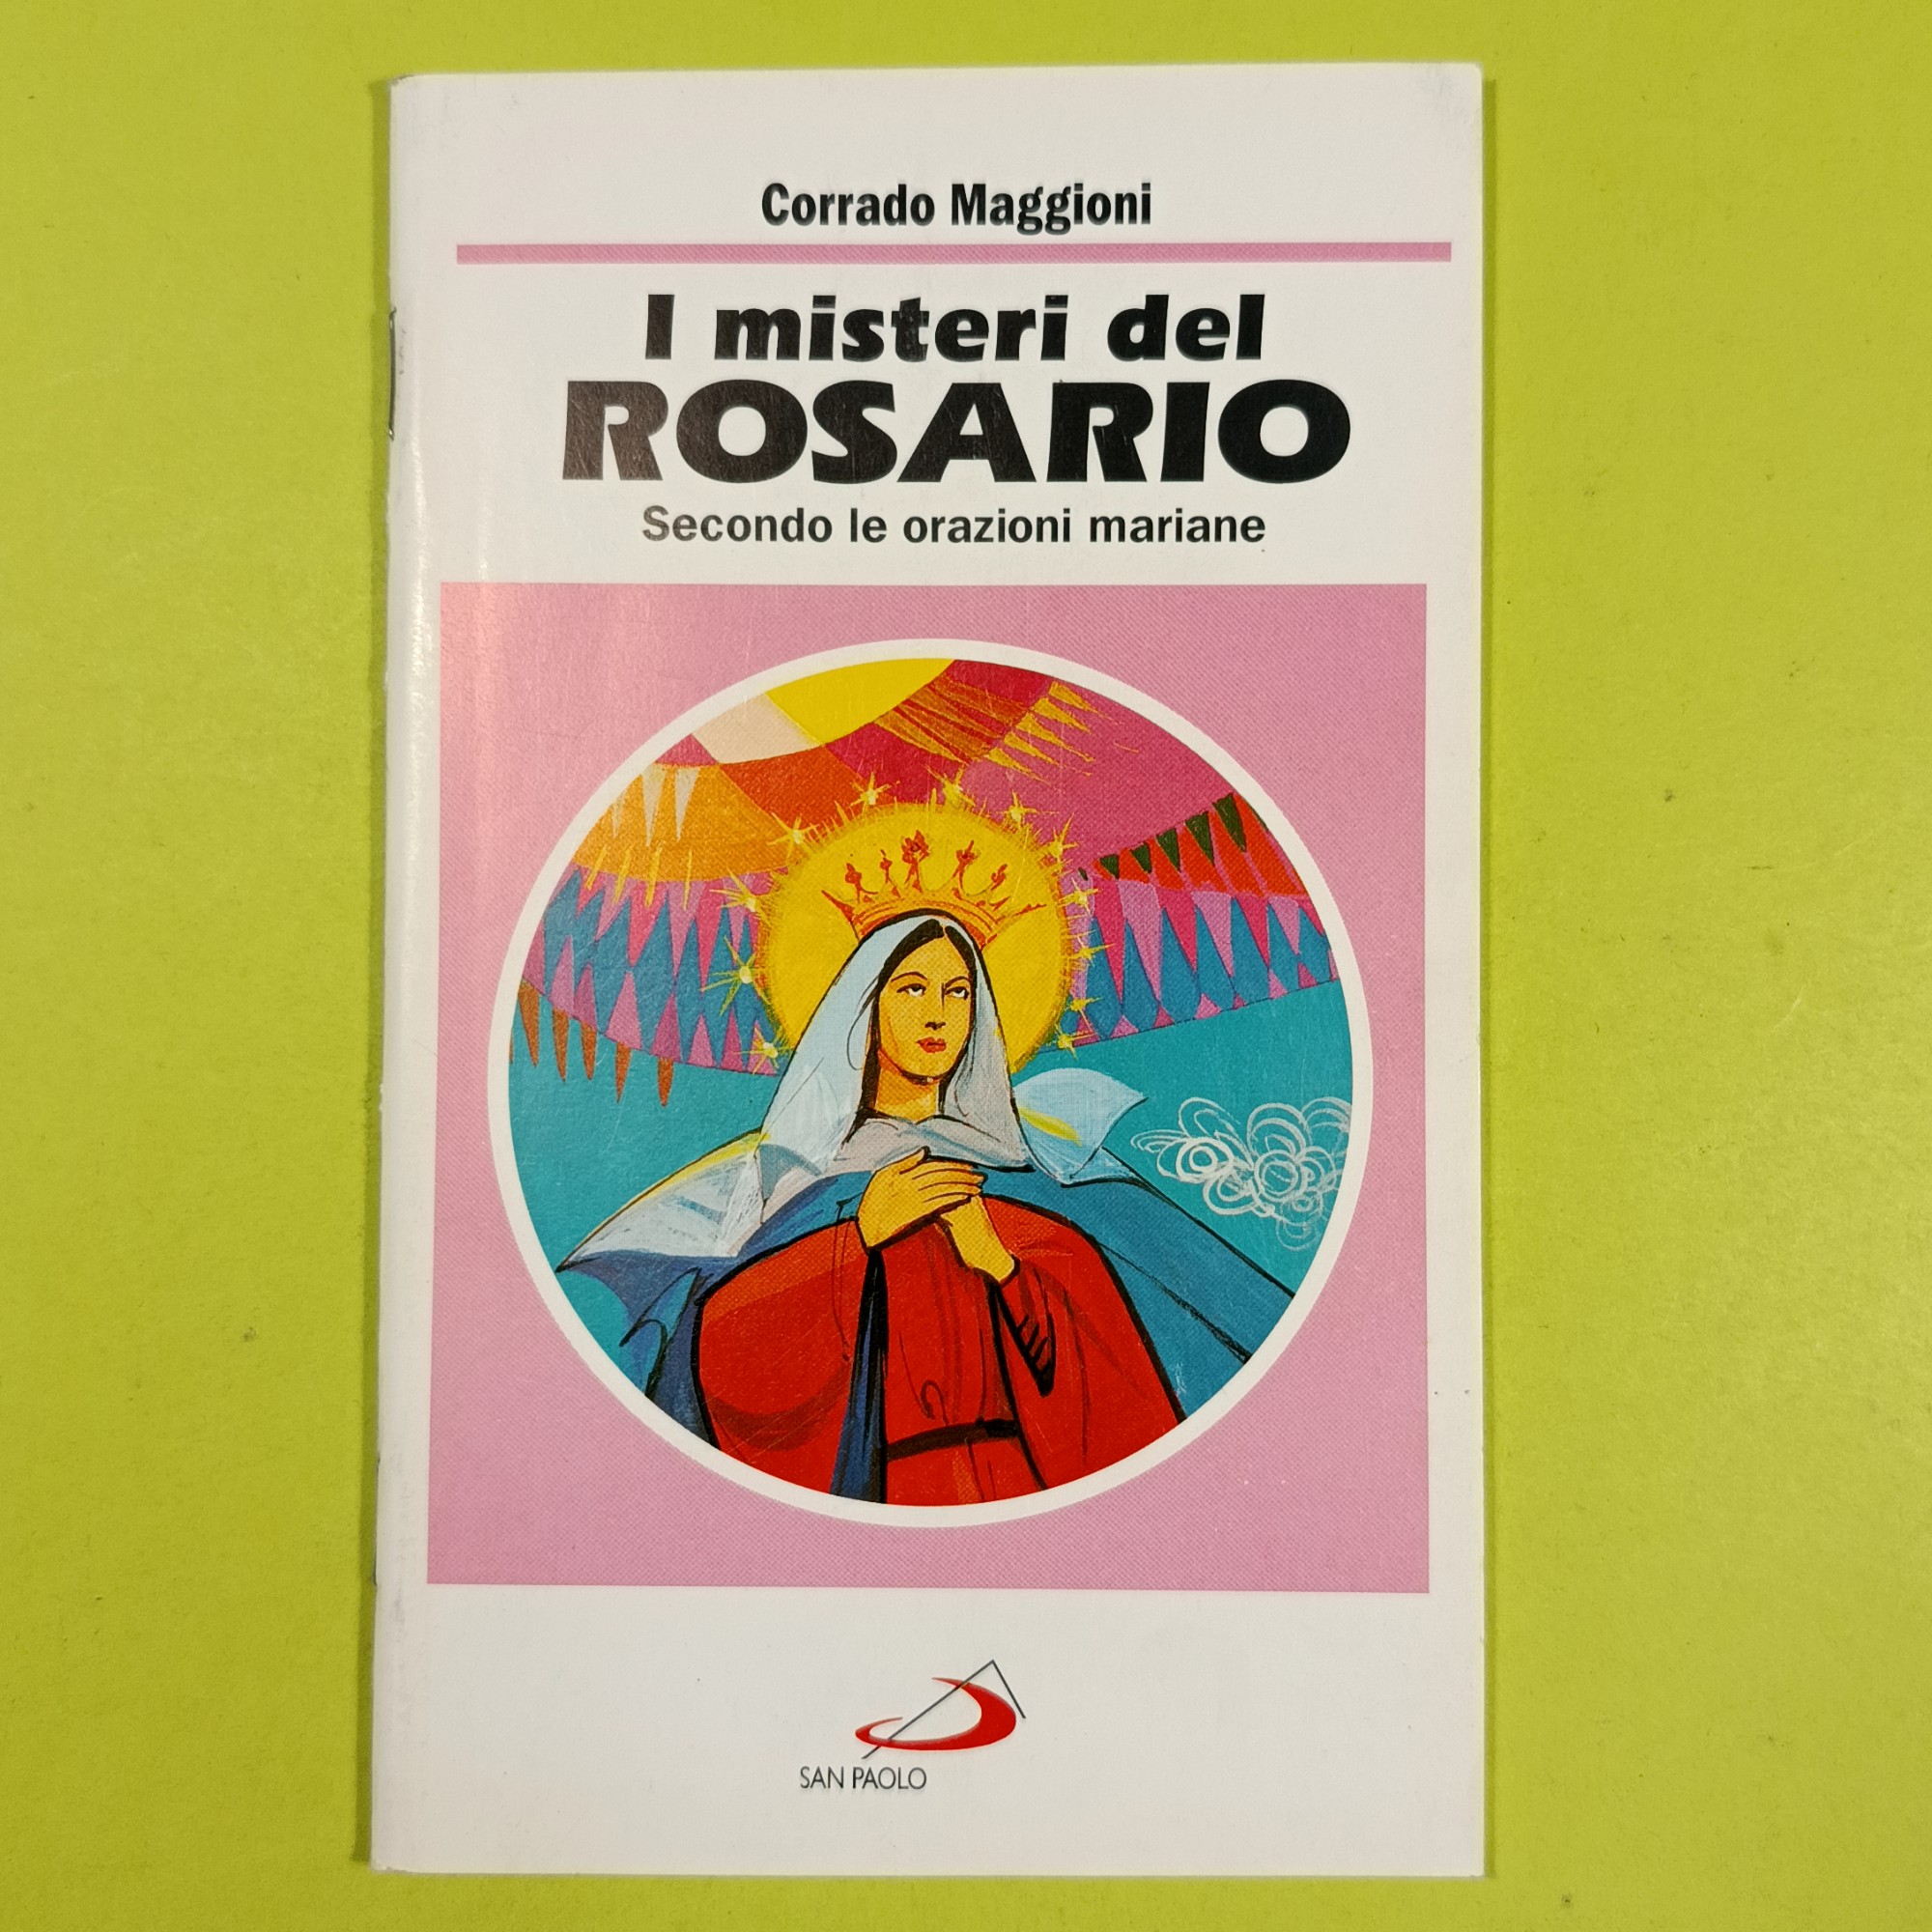 Corrado Maggioni
I misteri del
ROSARIO
Secondo le orazioni mariane
SAN PAOLO